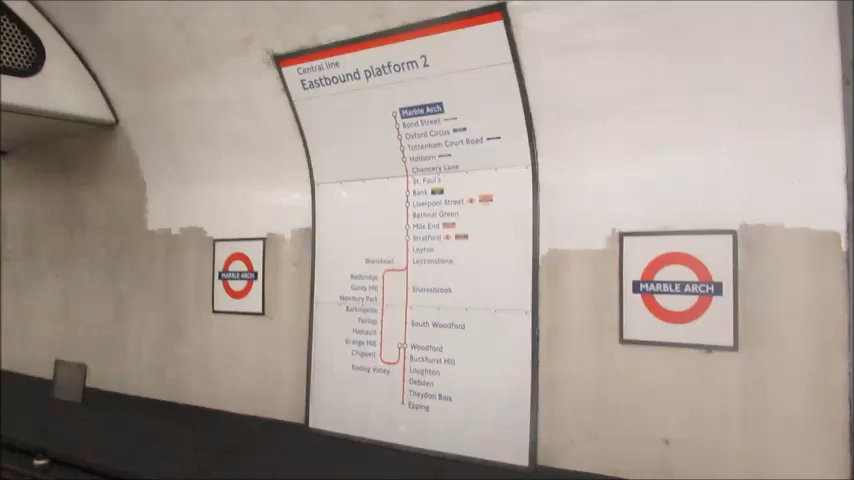 Central line
Eastbound platform 2
Marble Arch
Bond Street
Oxford Circus
Tottenham Court Road
Holborn
Chancery Lane
St. Paul's
Bank
Liverpool Street
Bethnal Green
Mile End
Stratford
Leyton
Leytonstone
Wanstead
Redbridge
Gants Hill
Newbury Park
Barkingside
Fairlop
Hainault
Grange Hill
Chigwell
Roding Valley
Snaresbrook
South Woodford
Woodford
Buckhurst Hill
Loughton
Debden
Theydon Bois
Epping
MARBLE ARCH
MARBLE ARCH